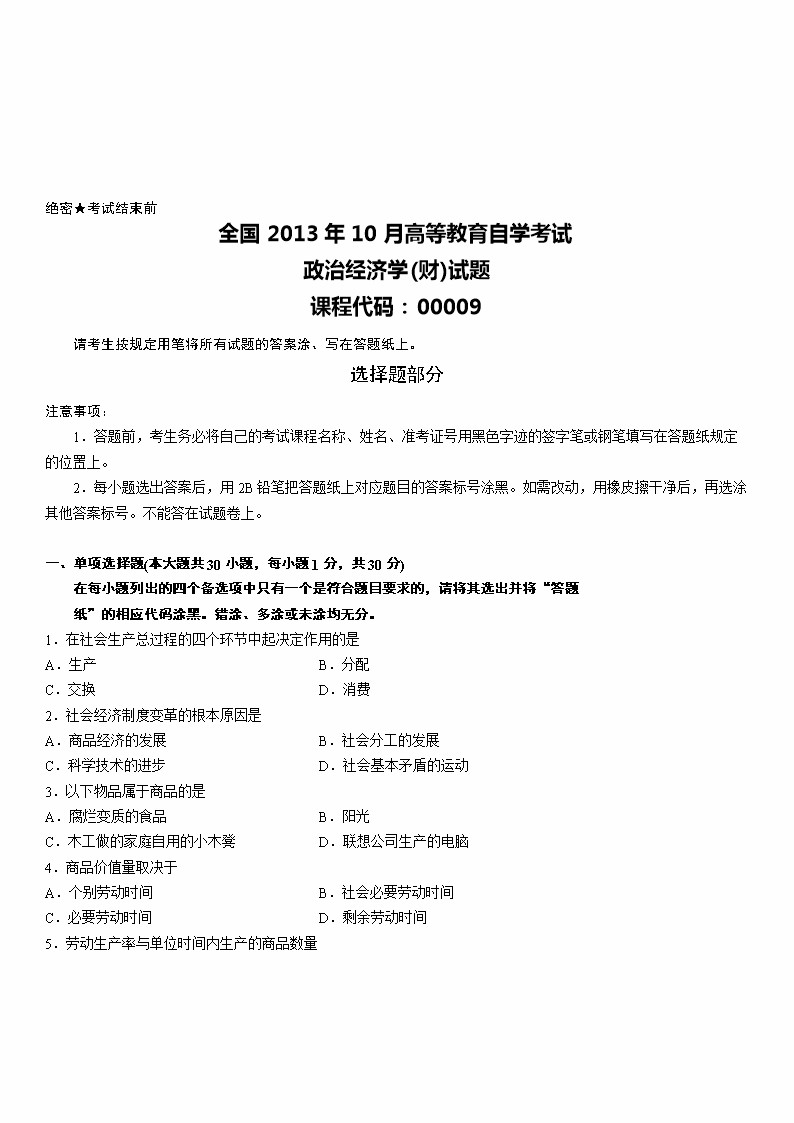 绝密★考试结束前
全国 2013 年 10 月高等教育自学考试
政治经济学(财)试题
课程代码：00009
请考生按规定用笔将所有试题的答案涂、写在答题纸上。
选择题部分
注意事项：
1．答题前，考生务必将自己的考试课程名称、姓名、准考证号用黑色字迹的签字笔或钢笔填写在答题纸规定
的位置上。
2．每小题选出答案后，用 2B 铅笔把答题纸上对应题目的答案标号涂黑。如需改动，用橡皮擦干净后，再选涂
其他答案标号。不能答在试题卷上。
一、单项选择题(本大题共 30 小题，每小题 1 分，共 30 分)
在每小题列出的四个备选项中只有一个是符合题目要求的，请将其选出并将“答题
纸”的相应代码涂黑。错涂、多涂或未涂均无分。
1．在社会生产总过程的四个环节中起决定作用的是
A．生产 B．分配
C．交换 D．消费
2．社会经济制度变革的根本原因是
A．商品经济的发展 B．社会分工的发展
C．科学技术的进步 D．社会基本矛盾的运动
3．以下物品属于商品的是
A．腐烂变质的食品 B．阳光
C．木工做的家庭自用的小木凳 D．联想公司生产的电脑
4．商品价值量取决于
A．个别劳动时间 B．社会必要劳动时间
C．必要劳动时间 D．剩余劳动时间
5．劳动生产率与单位时间内生产的商品数量